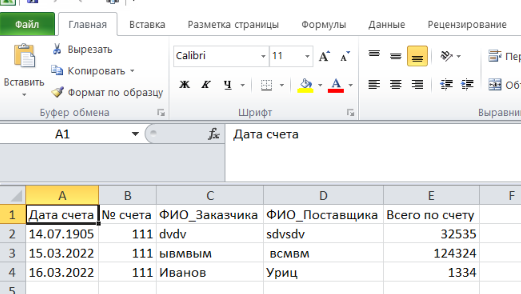 Файл Главная Вставка Разметка страницы Формулы Данные Рецензирование
Вырезать
Копировать
Формат по образцу
Вставить
Буфер обмена
Calibri 11 A A
Ж К Ч А
Шрифт
Выравни
A1 fx Дата счета
A B C D E F
1 Дата счета № счета ФИО_Заказчика ФИО_Поставщика Всего по счету
2 14.07.1905 111 dvdv sdvsdv 32535
3 15.03.2022 111 ывмвым всмвм 124324
4 16.03.2022 111 Иванов Уриц 1334
5